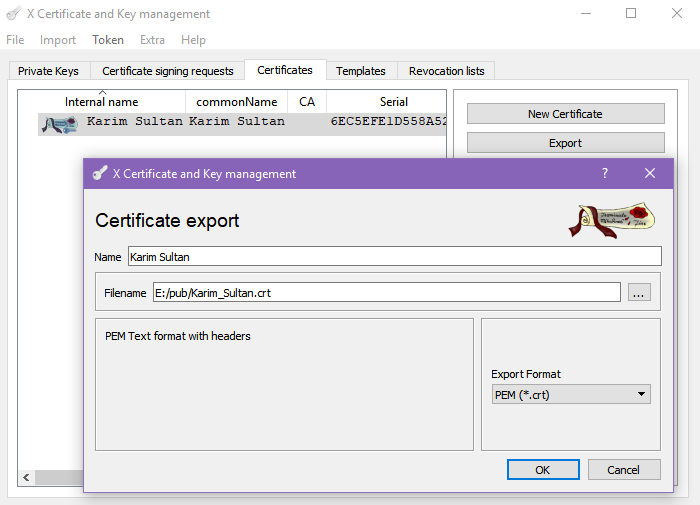 X Certificate and Key management
File Import Token Extra Help
Private Keys Certificate signing requests Certificates Templates Revocation lists
Internal name commonName CA Serial
Karim Sultan Karim Sultan 6EC5EFE1D558A52
New Certificate
Export
X Certificate and Key management ?
Certificate export
Name Karim Sultan
Filename E:/pub/Karim_Sultan.crt ...
PEM Text format with headers
Export Format
PEM (*.crt)
OK Cancel